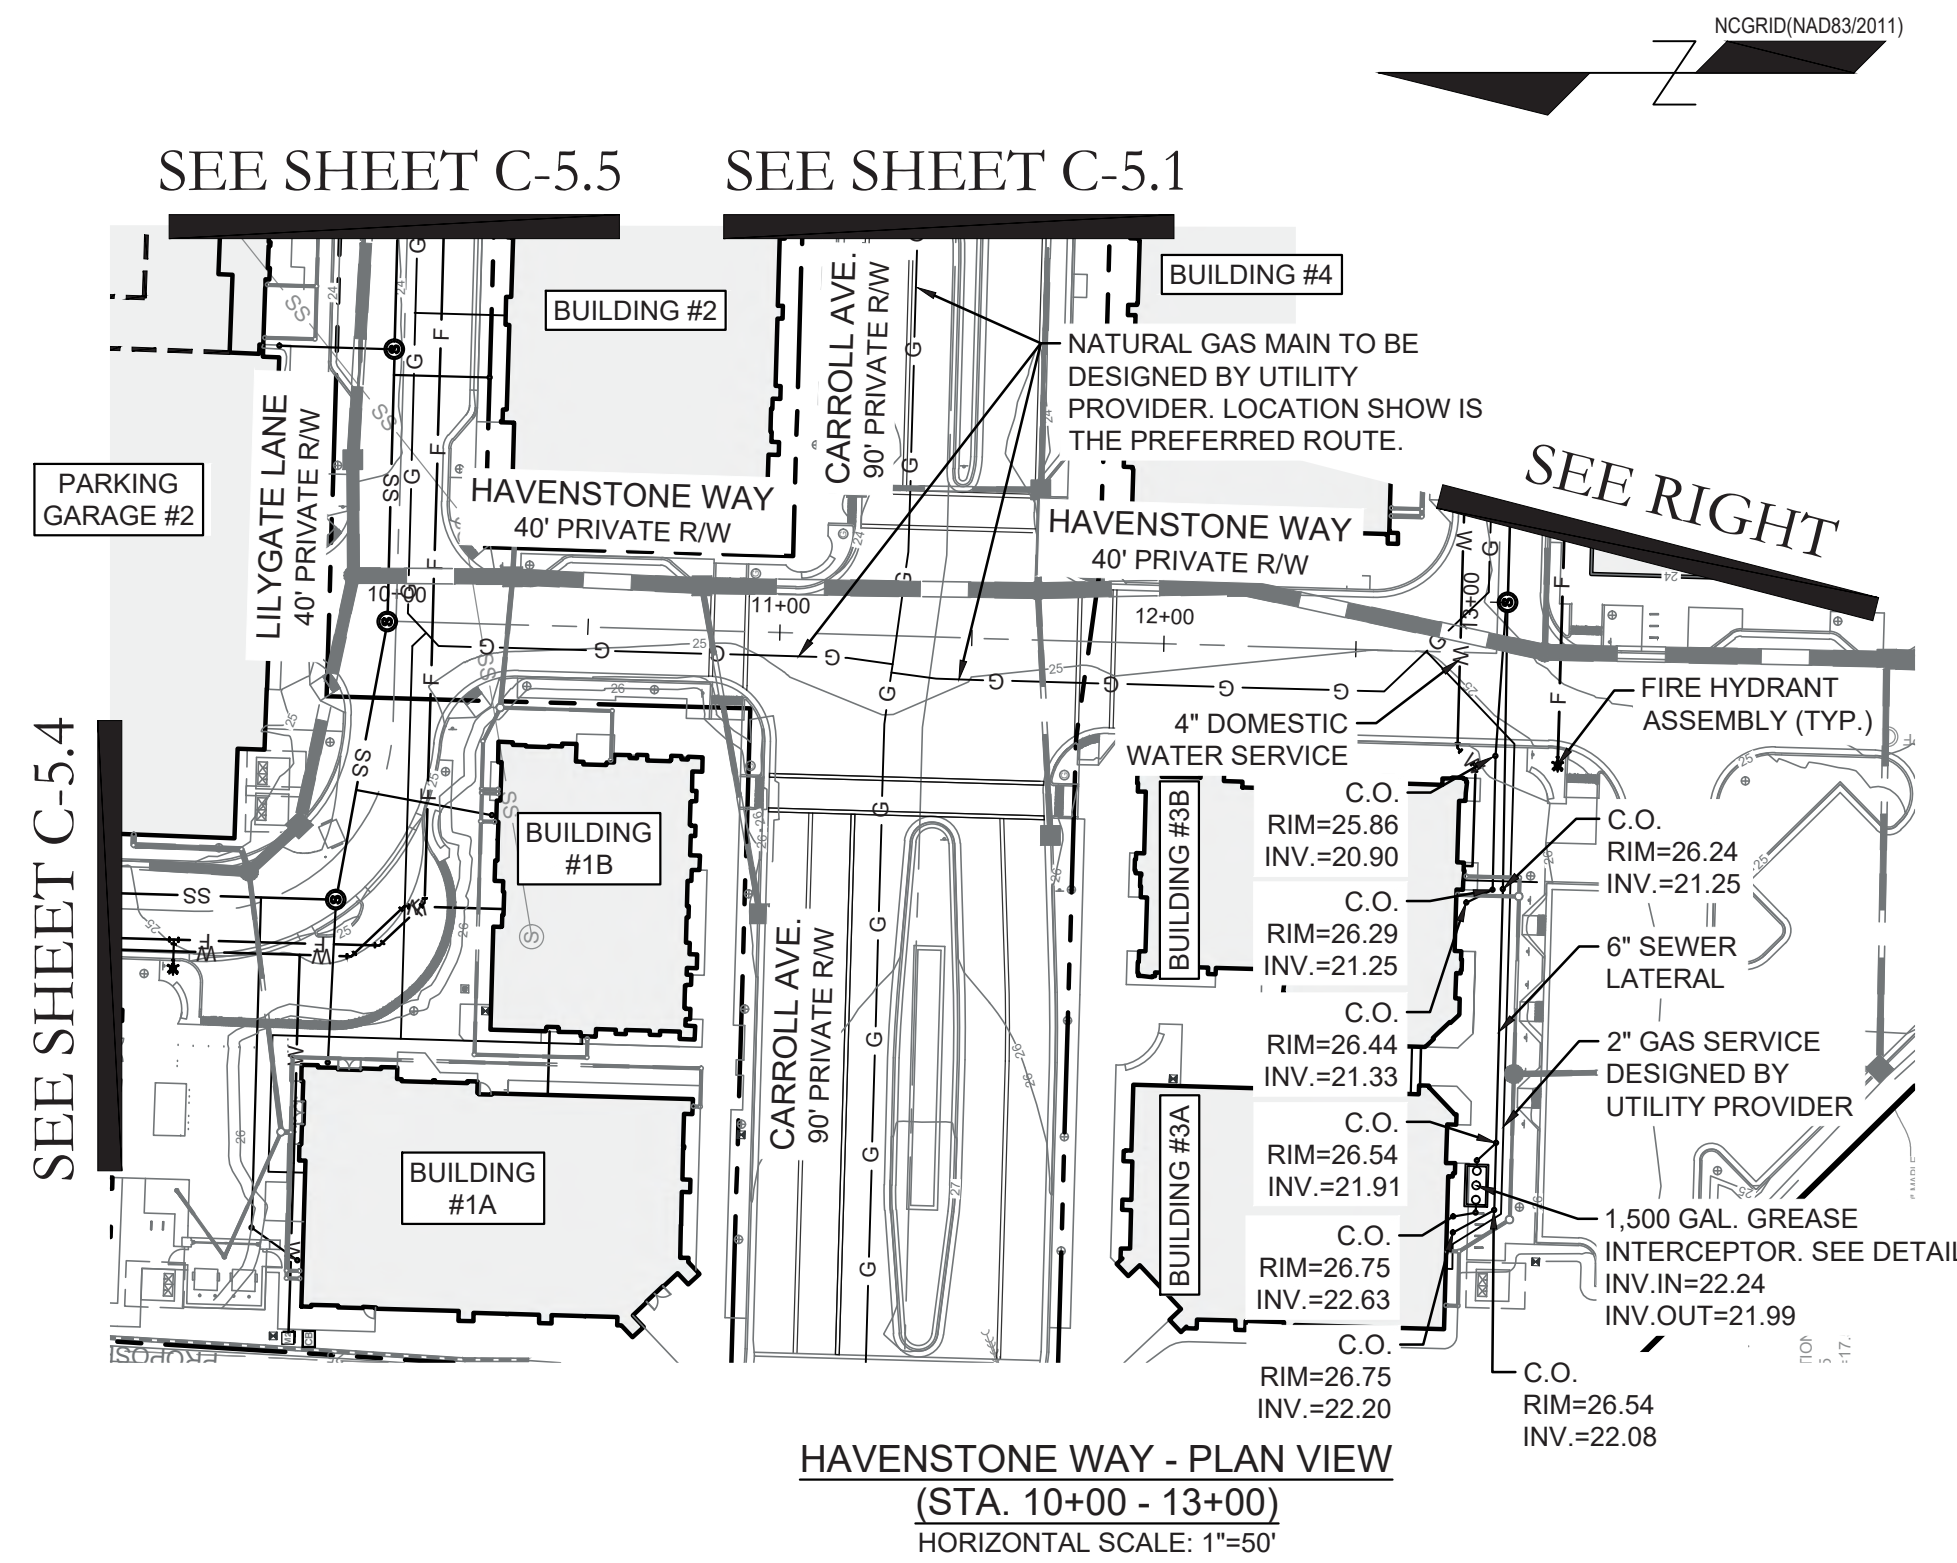 NCGRID(NAD83/2011)
SEE SHEET C-5.5
SEE SHEET C-5.1
BUILDING #2
BUILDING #4
CARROLL AVE.
90' PRIVATE R/W
NATURAL GAS MAIN TO BE
DESIGNED BY UTILITY
PROVIDER. LOCATION SHOW IS
THE PREFERRED ROUTE.
LILYGATE LANE
40' PRIVATE R/W
PARKING
GARAGE #2
HAVENSTONE WAY
40' PRIVATE R/W
HAVENSTONE WAY
40' PRIVATE R/W
SEE RIGHT
10+00
11+00
12+00
13+00
FIRE HYDRANT
ASSEMBLY (TYP.)
4" DOMESTIC
WATER SERVICE
SEE SHEET C-5.4
BUILDING
#1B
BUILDING #3B
C.O.
RIM=25.86
INV.=20.90
C.O.
RIM=26.24
INV.=21.25
C.O.
RIM=26.29
INV.=21.25
6" SEWER
LATERAL
CARROLL AVE.
90' PRIVATE R/W
C.O.
RIM=26.44
INV.=21.33
2" GAS SERVICE
DESIGNED BY
UTILITY PROVIDER
BUILDING
#1A
BUILDING #3A
C.O.
RIM=26.54
INV.=21.91
1,500 GAL. GREASE
INTERCEPTOR. SEE DETAIL
INV.IN=22.24
INV.OUT=21.99
C.O.
RIM=26.75
INV.=22.63
C.O.
RIM=26.75
INV.=22.20
C.O.
RIM=26.54
INV.=22.08
HAVENSTONE WAY - PLAN VIEW
(STA. 10+00 - 13+00)
HORIZONTAL SCALE: 1"=50'